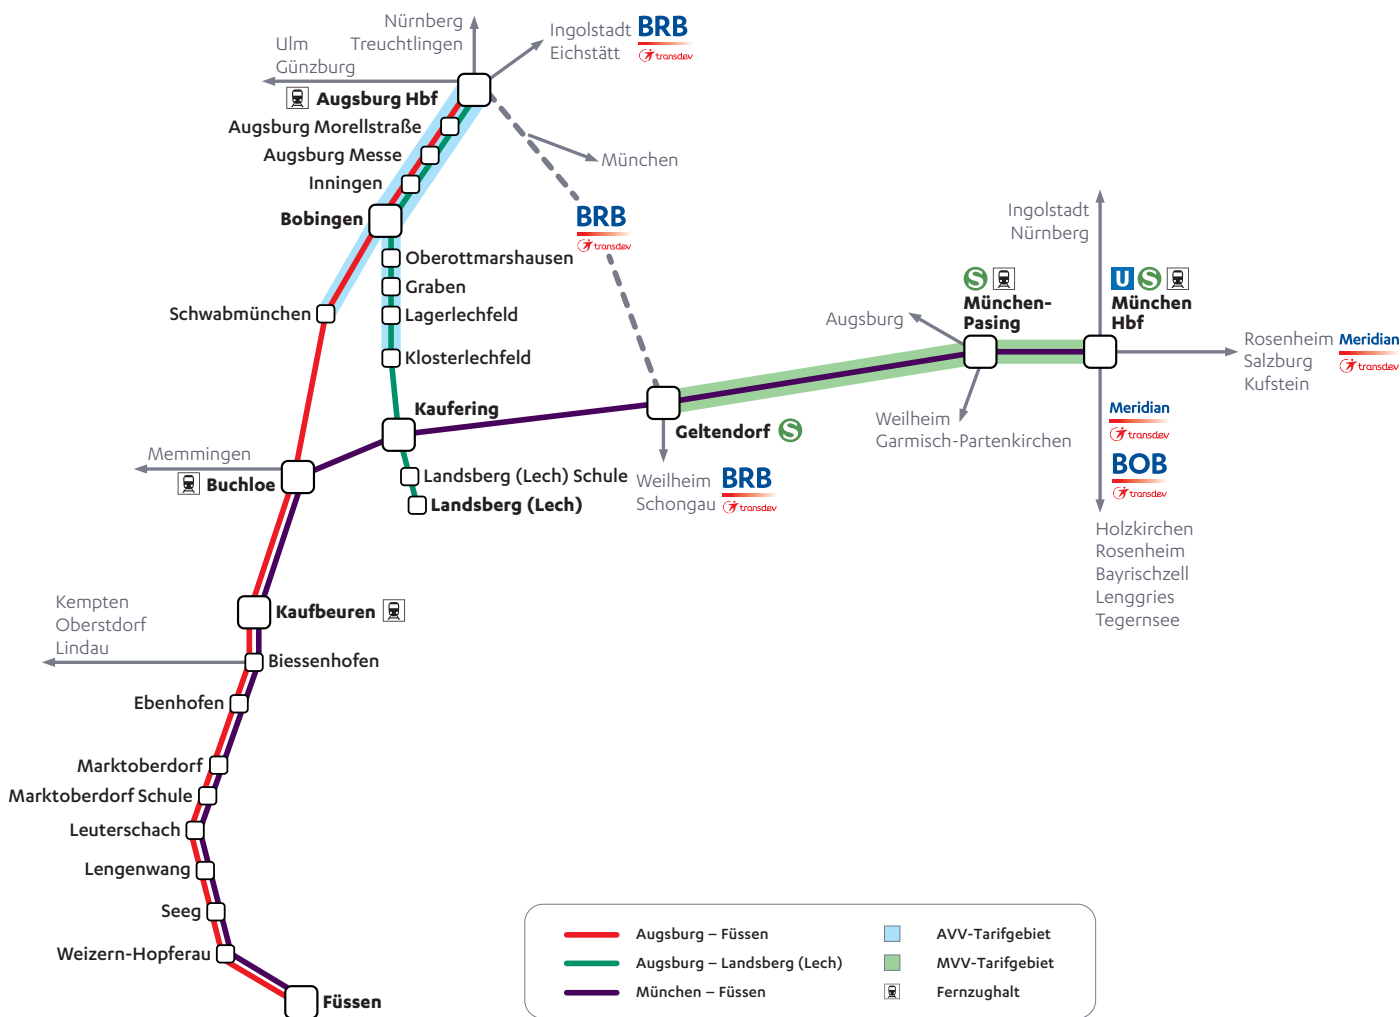 Nürnberg
Treuchtlingen
Ingolstadt
Eichstätt
BRB
transdev
Ulm
Günzburg
Augsburg Hbf
Augsburg Morellstraße
Augsburg Messe
Inningen
Bobingen
München
BRB
transdev
Oberottmarshausen
Graben
Lagerlechfeld
Klosterlechfeld
Schwabmünchen
Kaufering
Ingolstadt
Nürnberg
S
München-
Pasing
U S
München
Hbf
Augsburg
Rosenheim
Salzburg
Kufstein
Meridian
transdev
Weilheim
Garmisch-Partenkirchen
Meridian
transdev
BOB
transdev
Geltendorf S
Memmingen
Buchloe
Landsberg (Lech) Schule
Landsberg (Lech)
Weilheim
Schongau
BRB
transdev
Holzkirchen
Rosenheim
Bayrischzell
Lenggries
Tegernsee
Kaufbeuren
Kempten
Oberstdorf
Lindau
Biessenhofen
Ebenhofen
Marktoberdorf
Marktoberdorf Schule
Leuterschach
Lengenwang
Seeg
Weizern-Hopferau
Füssen
Augsburg – Füssen
Augsburg – Landsberg (Lech)
München – Füssen
AVV-Tarifgebiet
MVV-Tarifgebiet
Fernzughalt